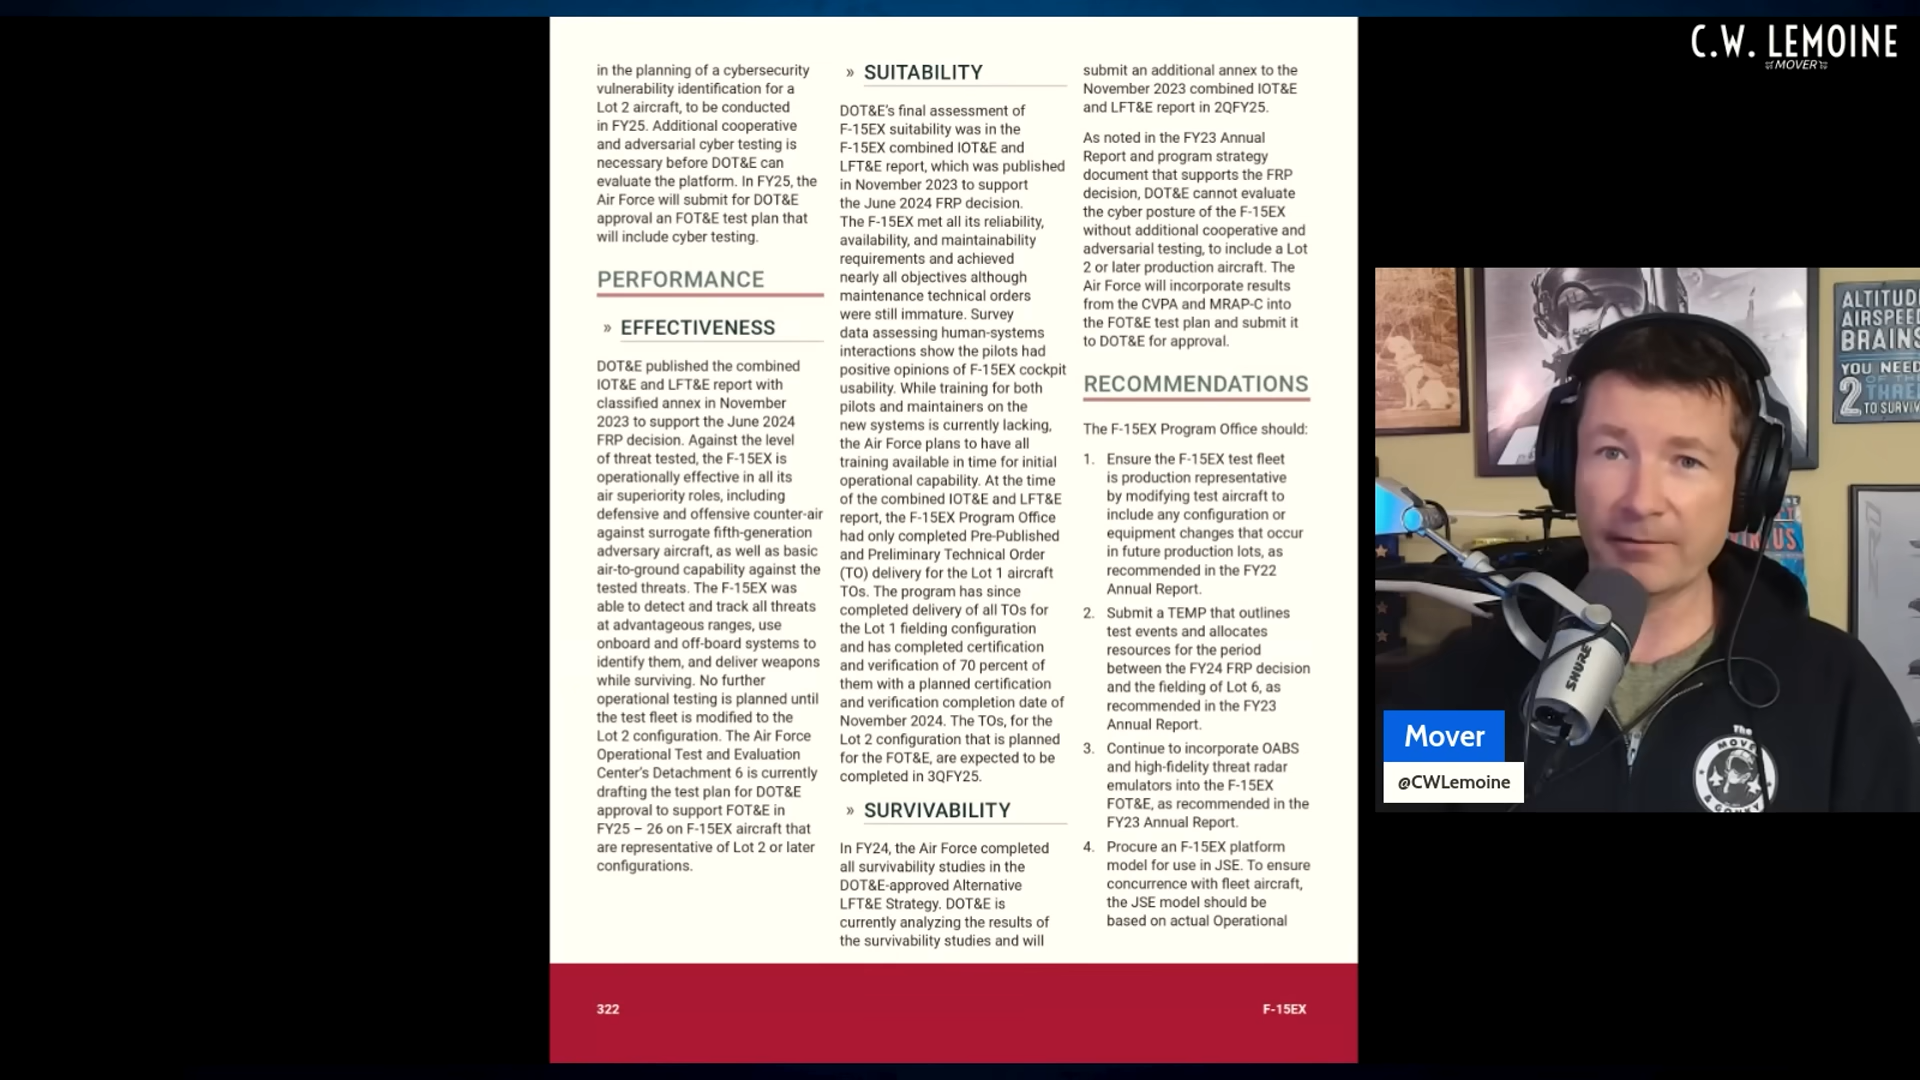 in the planning of a cybersecurity
vulnerability identification for a
Lot 2 aircraft, to be conducted
in FY25. Additional cooperative
and adversarial cyber testing is
necessary before DOT&E can
evaluate the platform. In FY25, the
Air Force will submit for DOT&E
approval an FOT&E test plan that
will include cyber testing.
PERFORMANCE
» EFFECTIVENESS
DOT&E published the combined
IOT&E and LFT&E report with
classified annex in November
2023 to support the June 2024
FRP decision. Against the level
of threat tested, the F-15EX is
operationally effective in all its
air superiority roles, including
defensive and offensive counter-air
against surrogate fifth-generation
adversary aircraft, as well as basic
air-to-ground capability against the
tested threats. The F-15EX was
able to detect and track all threats
at advantageous ranges, use
onboard and off-board systems to
identify them, and deliver weapons
while surviving. No further
operational testing is planned until
the test fleet is modified to the
Lot 2 configuration. The Air Force
Operational Test and Evaluation
Center's Detachment 6 is currently
drafting the test plan for DOT&E
approval to support FOT&E in
FY25 – 26 on F-15EX aircraft that
are representative of Lot 2 or later
configurations.
» SUITABILITY
DOT&E's final assessment of
F-15EX suitability was in the
F-15EX combined IOT&E and
LFT&E report, which was published
in November 2023 to support
the June 2024 FRP decision.
The F-15EX met all its reliability,
availability, and maintainability
requirements and achieved
nearly all objectives although
maintenance technical orders
were still immature. Survey
data assessing human-systems
interactions show the pilots had
positive opinions of F-15EX cockpit
usability. While training for both
pilots and maintainers on the
new systems is currently lacking,
the Air Force plans to have all
training available in time for initial
operational capability. At the time
of the combined IOT&E and LFT&E
report, the F-15EX Program Office
had only completed Pre-Published
and Preliminary Technical Order
(TO) delivery for the Lot 1 aircraft
TOs. The program has since
completed delivery of all TOs for
the Lot 1 fielding configuration
and has completed certification
and verification of 70 percent of
them with a planned certification
and verification completion date of
November 2024. The TOs, for the
Lot 2 configuration that is planned
for the FOT&E, are expected to be
completed in 3QFY25.
» SURVIVABILITY
In FY24, the Air Force completed
all survivability studies in the
DOT&E-approved Alternative
LFT&E Strategy. DOT&E is
currently analyzing the results of
the survivability studies and will
submit an additional annex to the
November 2023 combined IOT&E
and LFT&E report in 2QFY25.
As noted in the FY23 Annual
Report and program strategy
document that supports the FRP
decision, DOT&E cannot evaluate
the cyber posture of the F-15EX
without additional cooperative and
adversarial testing, to include a Lot
2 or later production aircraft. The
Air Force will incorporate results
from the CVPA and MRAP-C into
the FOT&E test plan and submit it
to DOT&E for approval.
RECOMMENDATIONS
The F-15EX Program Office should:
1. Ensure the F-15EX test fleet
is production representative
by modifying test aircraft to
include any configuration or
equipment changes that occur
in future production lots, as
recommended in the FY22
Annual Report.
2. Submit a TEMP that outlines
test events and allocates
resources for the period
between the FY24 FRP decision
and the fielding of Lot 6, as
recommended in the FY23
Annual Report.
3. Continue to incorporate OABS
and high-fidelity threat radar
emulators into the F-15EX
FOT&E, as recommended in the
FY23 Annual Report.
4. Procure an F-15EX platform
model for use in JSE. To ensure
concurrence with fleet aircraft,
the JSE model should be
based on actual Operational
322
F-15EX
C.W. LEMOINE
MOVER
ALTITUD
AIRSPEED
BRAINS
YOU NEED
2 OF THE
THREE
TO SURVIV
SHURE
The
MOVER
Mover
@CWLemoine